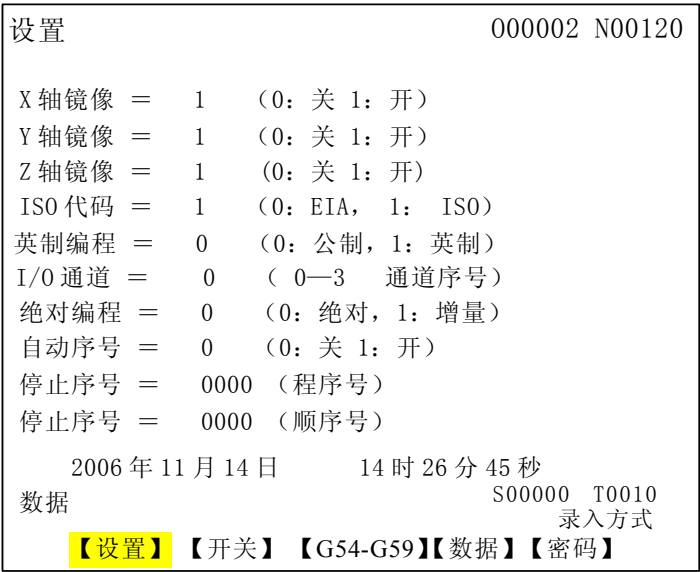 设置 O00002 N00120
X轴镜像 = 1 (0: 关 1: 开)
Y轴镜像 = 1 (0: 关 1: 开)
Z轴镜像 = 1 (0: 关 1: 开)
ISO代码 = 1 (0: EIA, 1: ISO)
英制编程 = 0 (0: 公制, 1: 英制)
I/O通道 = 0 ( 0—3 通道序号)
绝对编程 = 0 (0: 绝对, 1: 增量)
自动序号 = 0 (0: 关 1: 开)
停止序号 = 0000 (程序号)
停止序号 = 0000 (顺序号)
2006年11月14日 14时26分45秒
数据 S00000 T0010
录入方式
【设置】【开关】【G54-G59】【数据】【密码】